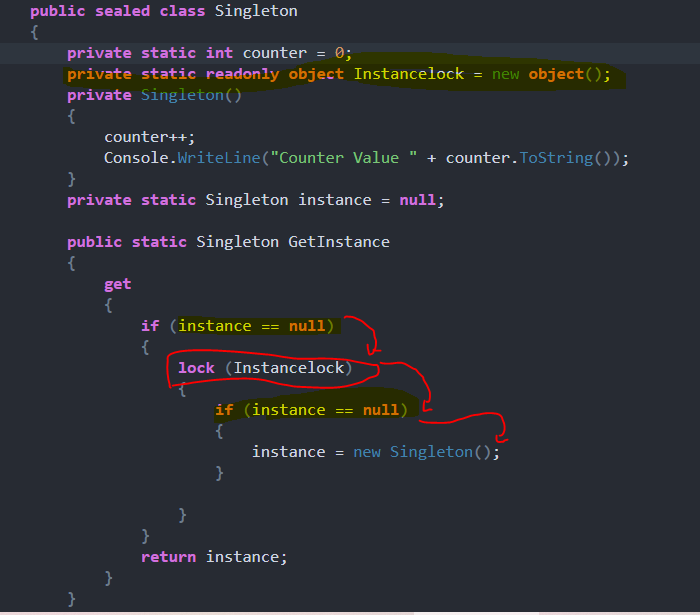 public sealed class Singleton
{
private static int counter = 0;
private static readonly object Instancelock = new object();
private Singleton()
{
counter++;
Console.WriteLine("Counter Value " + counter.ToString());
}
private static Singleton instance = null;
public static Singleton GetInstance
{
get
{
if (instance == null)
{
lock (Instancelock)
{
if (instance == null)
{
instance = new Singleton();
}
}
}
return instance;
}
}